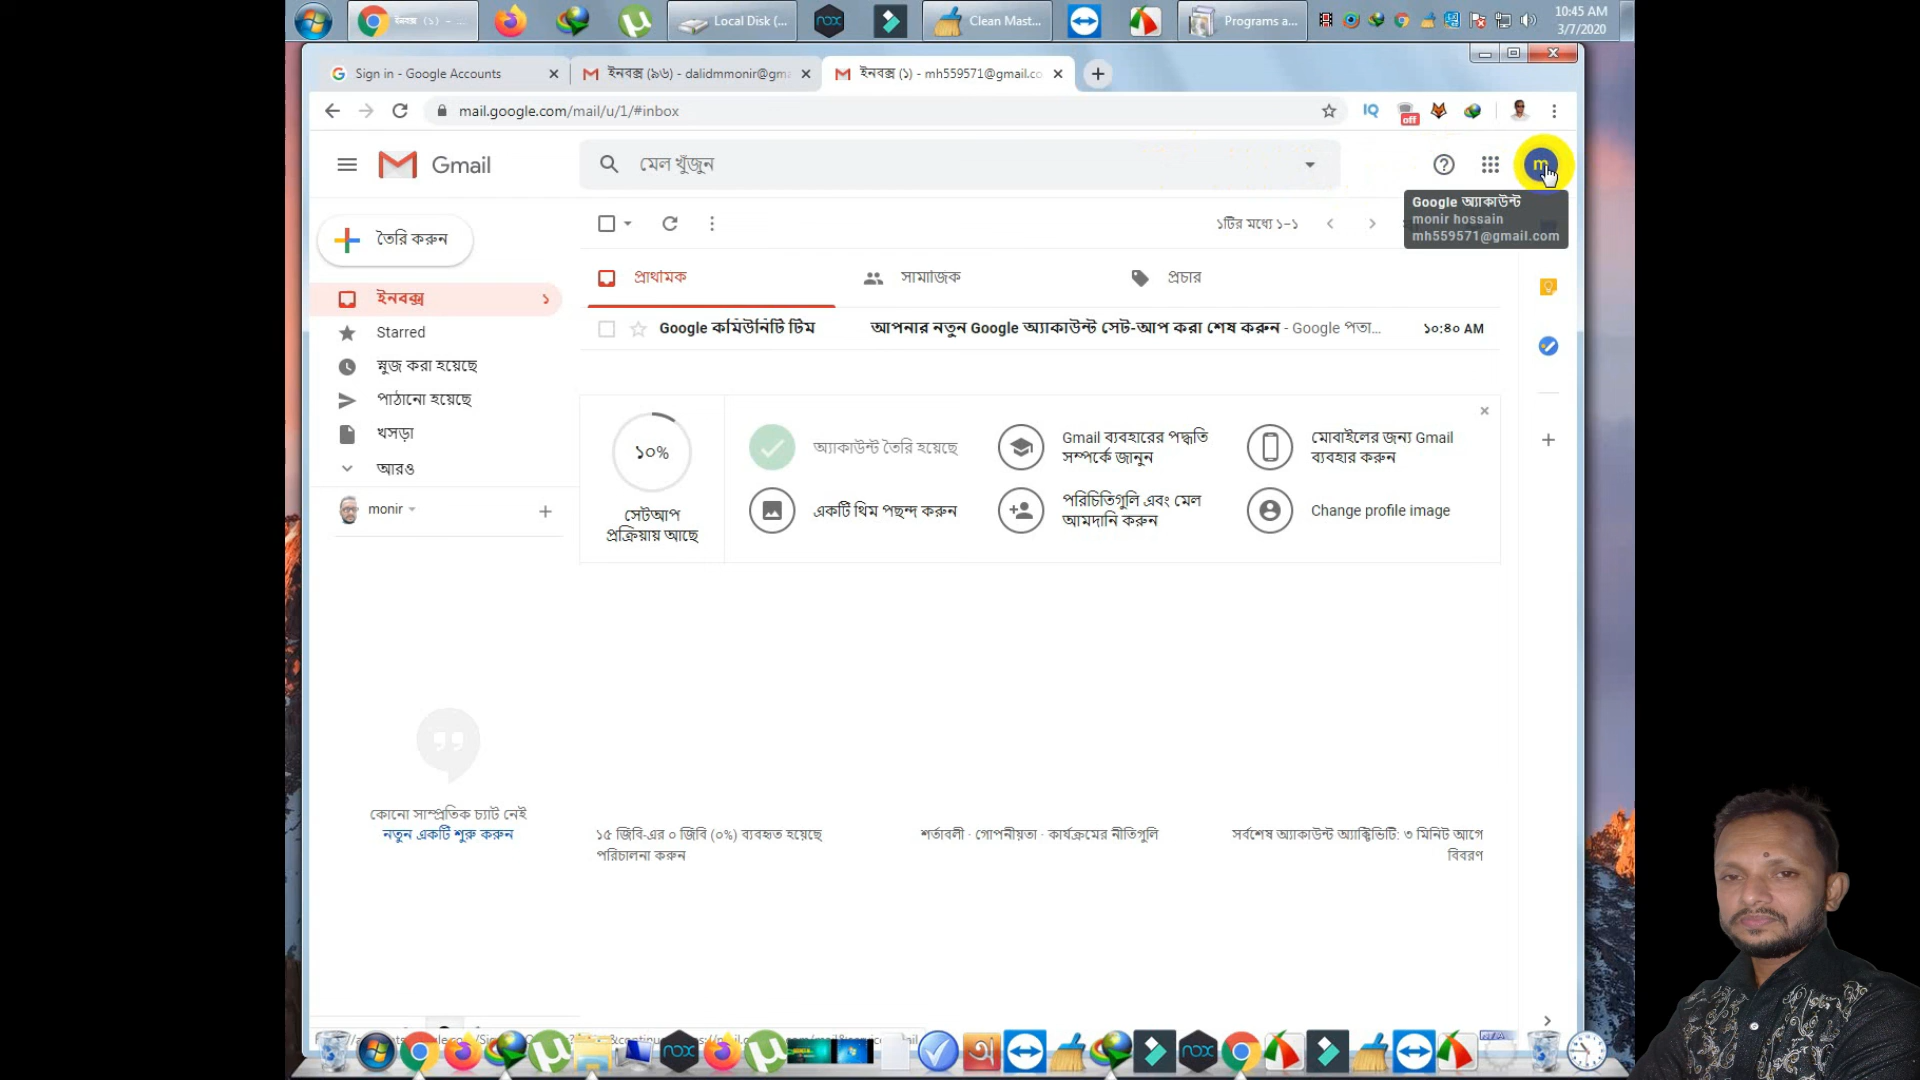 ইনবক্স (১) - ...
Local Disk (...
Clean Mast...
Programs a...
10:45 AM
3/7/2020
Sign in - Google Accounts
ইনবক্স (৯৬) - dalidmmonir@gm
ইনবক্স (১) - mh559571@gmail.co
mail.google.com/mail/u/1/#inbox
IQ
off
Gmail
মেল খুঁজুন
m
Google অ্যাকাউন্ট
monir hossain
mh559571@gmail.com
তৈরি করুন
১টির মধ্যে ১–১
ইনবক্স ১
Starred
স্নুজ করা হয়েছে
পাঠানো হয়েছে
খসড়া
আরও
monir
প্রাথমিক
সামাজিক
প্রচার
Google কমিউনিটি টিম আপনার নতুন Google অ্যাকাউন্ট সেট-আপ করা শেষ করুন - Google পতা... ১০:৪০ AM
১০%
সেটআপ
প্রক্রিয়ায় আছে
অ্যাকাউন্ট তৈরি হয়েছে
Gmail ব্যবহারের পদ্ধতি
সম্পর্কে জানুন
মোবাইলের জন্য Gmail
ব্যবহার করুন
একটি থিম পছন্দ করুন
পরিচিতিগুলি এবং মেল
আমদানি করুন
Change profile image
কোনো সাম্প্রতিক চ্যাট নেই
নতুন একটি শুরু করুন
১৫ জিবি-এর ০ জিবি (০%) ব্যবহৃত হয়েছে
পরিচালনা করুন
শর্তাবলী · গোপনীয়তা · কার্যক্রমের নীতিগুলি
সর্বশেষ অ্যাকাউন্ট অ্যাক্টিভিটি: ৩ মিনিট আগে
বিবরণ